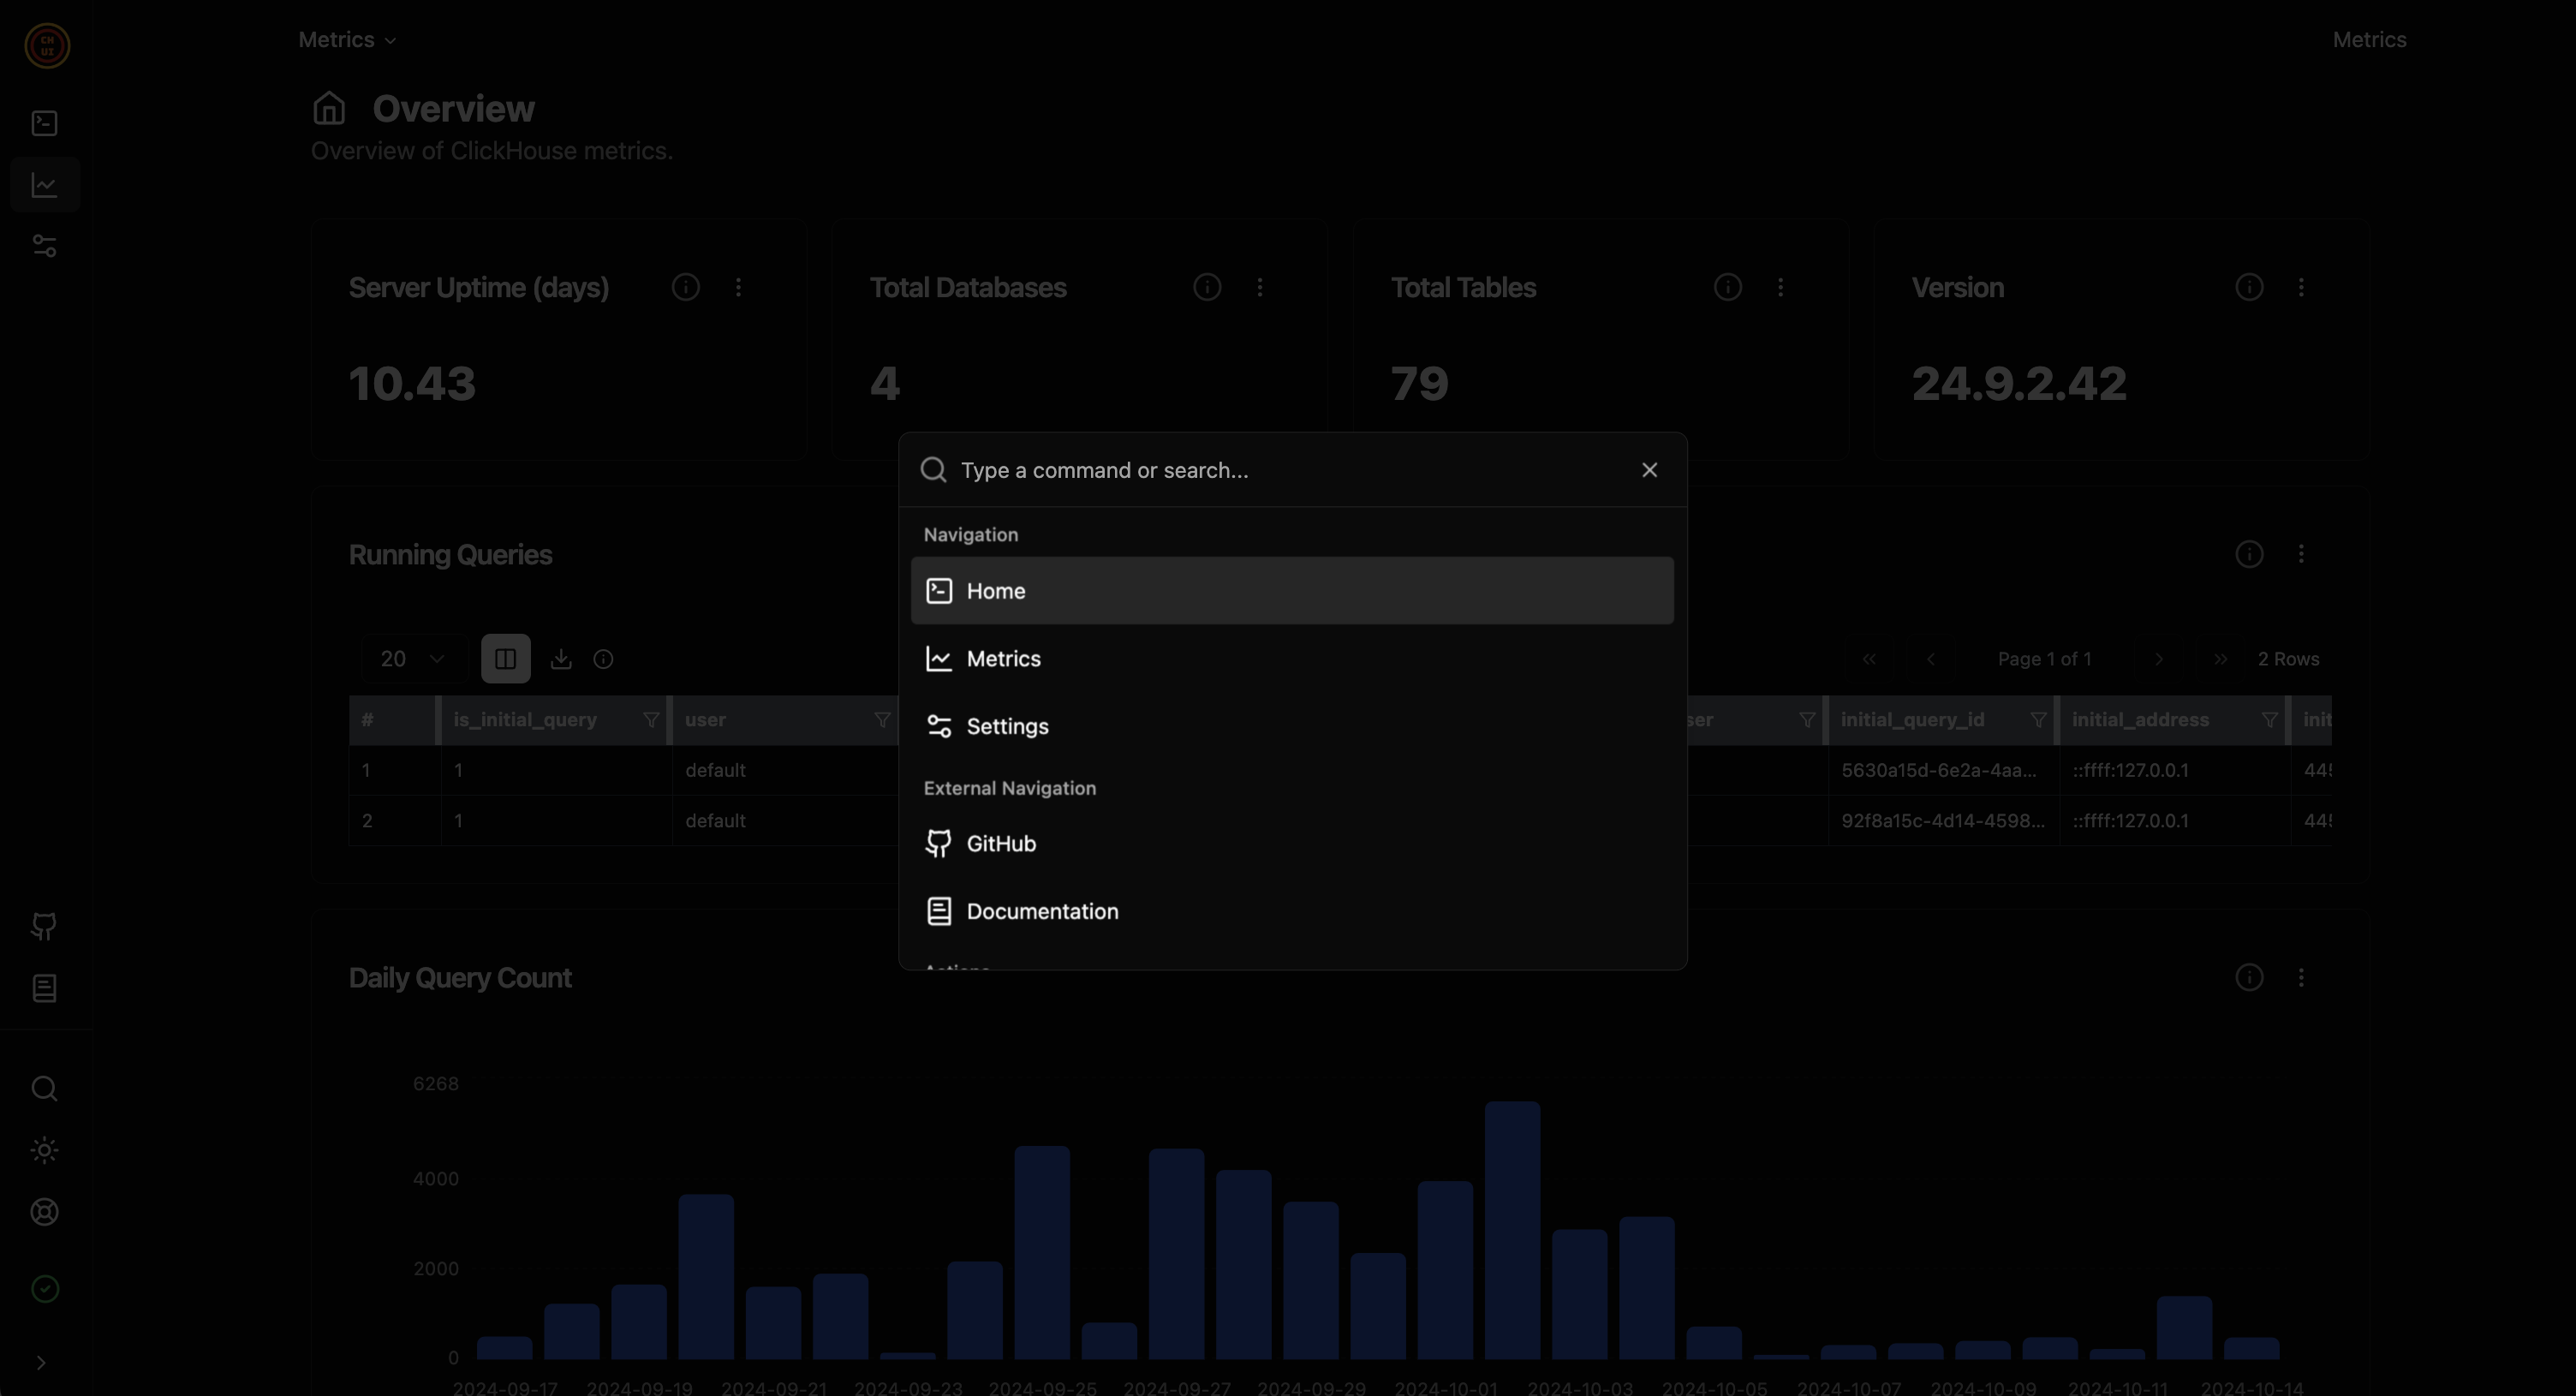 CH
UI
Metrics
Metrics
Overview
Overview of ClickHouse metrics.
Server Uptime (days)
10.43
Total Databases
4
Total Tables
79
Version
24.9.2.42
Type a command or search...
Navigation
Home
Metrics
Settings
External Navigation
GitHub
Documentation
Actions
Running Queries
20
Page 1 of 1
2 Rows
# is_initial_query user ser initial_query_id initial_address init
1 1 default 5630a15d-6e2a-4aa... ::ffff:127.0.0.1 445
2 1 default 92f8a15c-4d14-4598... ::ffff:127.0.0.1 445
Daily Query Count
6268
4000
2000
0
2024-09-17 2024-09-19 2024-09-21 2024-09-23 2024-09-25 2024-09-27 2024-09-29 2024-10-01 2024-10-03 2024-10-05 2024-10-07 2024-10-09 2024-10-11 2024-10-14